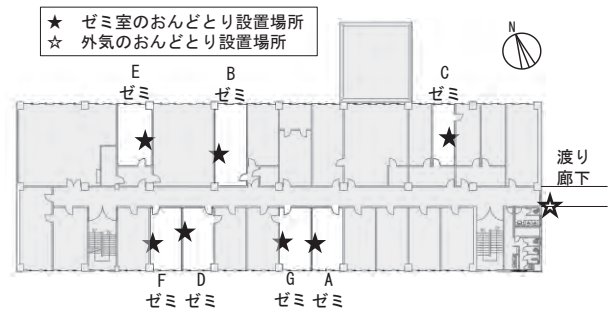 ★ ゼミ室のおんどとり設置場所
☆ 外気のおんどとり設置場所
N
E
ゼミ
B
ゼミ
C
ゼミ
渡り
廊下
F
ゼミ
D
ゼミ
G
ゼミ
A
ゼミ